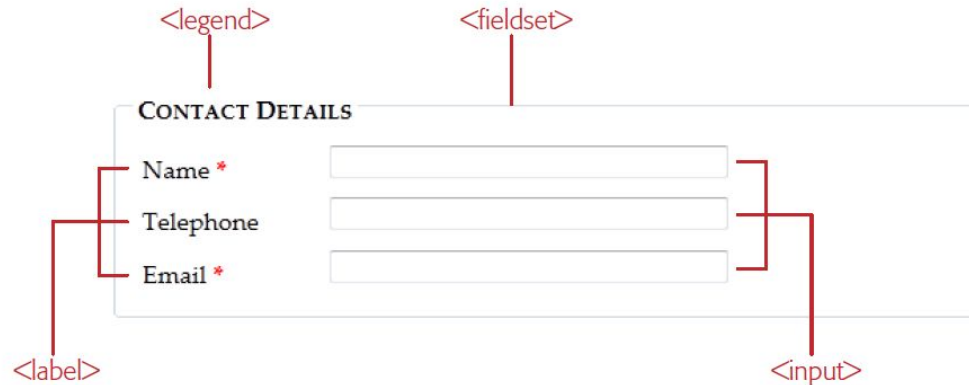 <legend> <fieldset>
CONTACT DETAILS
Name *
Telephone
Email *
<label> <input>